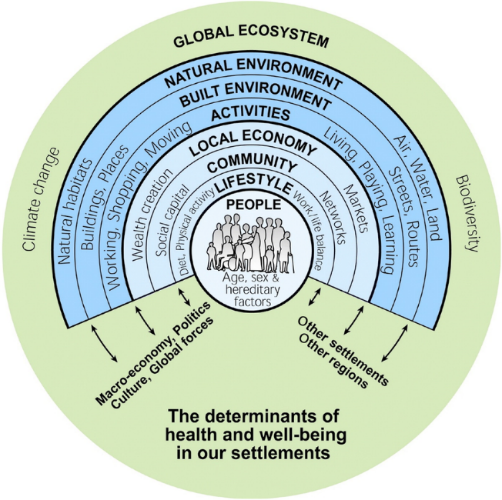 GLOBAL ECOSYSTEM
NATURAL ENVIRONMENT
BUILT ENVIRONMENT
ACTIVITIES
LOCAL ECONOMY
COMMUNITY
LIFESTYLE
PEOPLE
Climate change
Natural habitats
Buildings, Places
Working, Shopping, Moving
Wealth creation
Social capital
Diet, Physical activity
Work/life balance
Networks
Markets
Living, Playing, Learning
Streets, Routes
Air, Water, Land
Biodiversity
Age, sex &
hereditary
factors
Macro-economy, Politics
Culture, Global forces
Other settlements
Other regions
The determinants of
health and well-being
in our settlements